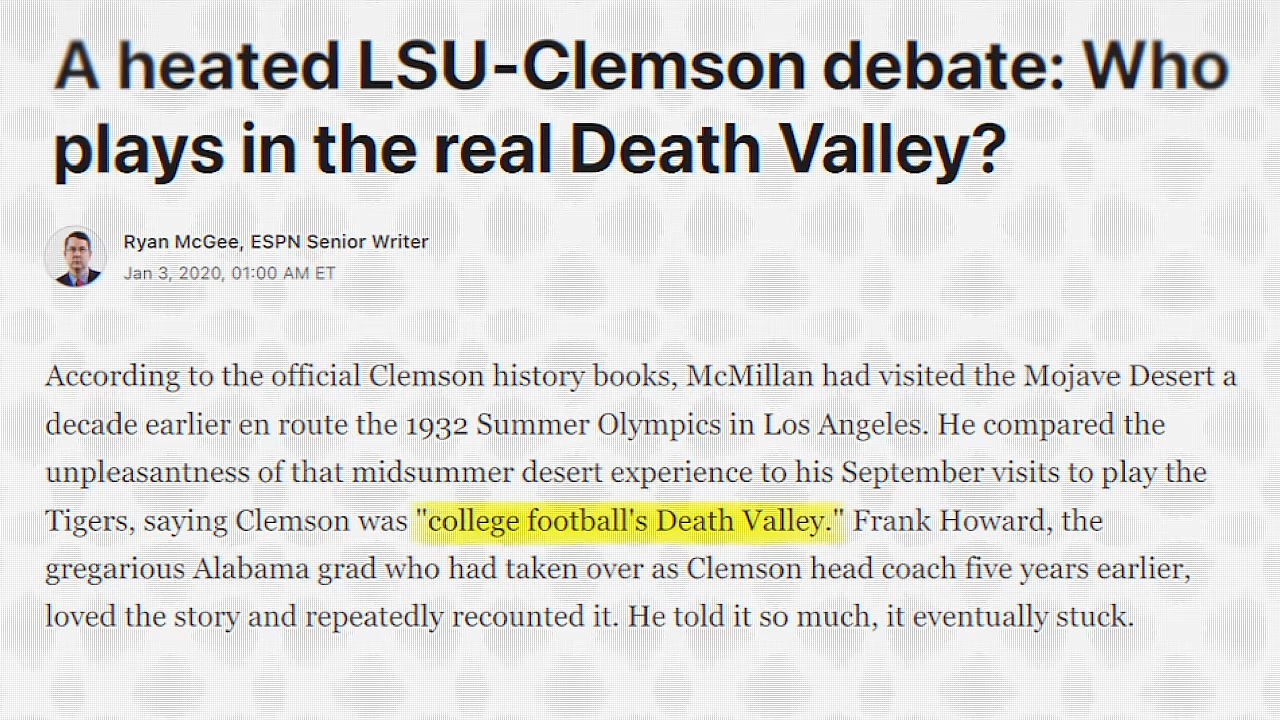 A heated LSU-Clemson debate: Who
plays in the real Death Valley?
Ryan McGee, ESPN Senior Writer
Jan 3, 2020, 01:00 AM ET
According to the official Clemson history books, McMillan had visited the Mojave Desert a
decade earlier en route the 1932 Summer Olympics in Los Angeles. He compared the
unpleasantness of that midsummer desert experience to his September visits to play the
Tigers, saying Clemson was "college football's Death Valley." Frank Howard, the
gregarious Alabama grad who had taken over as Clemson head coach five years earlier,
loved the story and repeatedly recounted it. He told it so much, it eventually stuck.